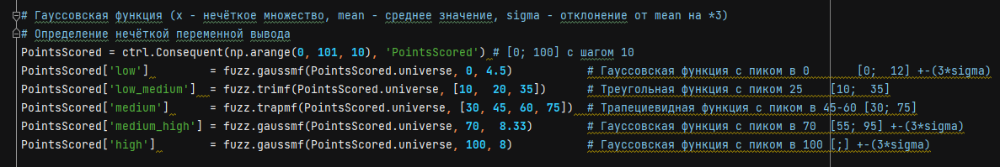 # Гауссовская функция (x - нечёткое множество, mean - среднее значение, sigma - отклонение от mean на *3)
# Определение нечёткой переменной вывода
PointsScored = ctrl.Consequent(np.arange(0, 101, 10), 'PointsScored') # [0; 100] с шагом 10
PointsScored['low'] = fuzz.gaussmf(PointsScored.universe, 0, 4.5) # Гауссовская функция с пиком в 0 [0; 12] +-(3*sigma)
PointsScored['low_medium'] = fuzz.trimf(PointsScored.universe, [10, 20, 35]) # Треугольная функция с пиком 25 [10; 35]
PointsScored['medium'] = fuzz.trapmf(PointsScored.universe, [30, 45, 60, 75]) # Трапециевидная функция с пиком в 45-60 [30; 75]
PointsScored['medium_high'] = fuzz.gaussmf(PointsScored.universe, 70, 8.33) # Гауссовская функция с пиком в 70 [55; 95] +-(3*sigma)
PointsScored['high'] = fuzz.gaussmf(PointsScored.universe, 100, 8) # Гауссовская функция с пиком в 100 [;] +-(3*sigma)